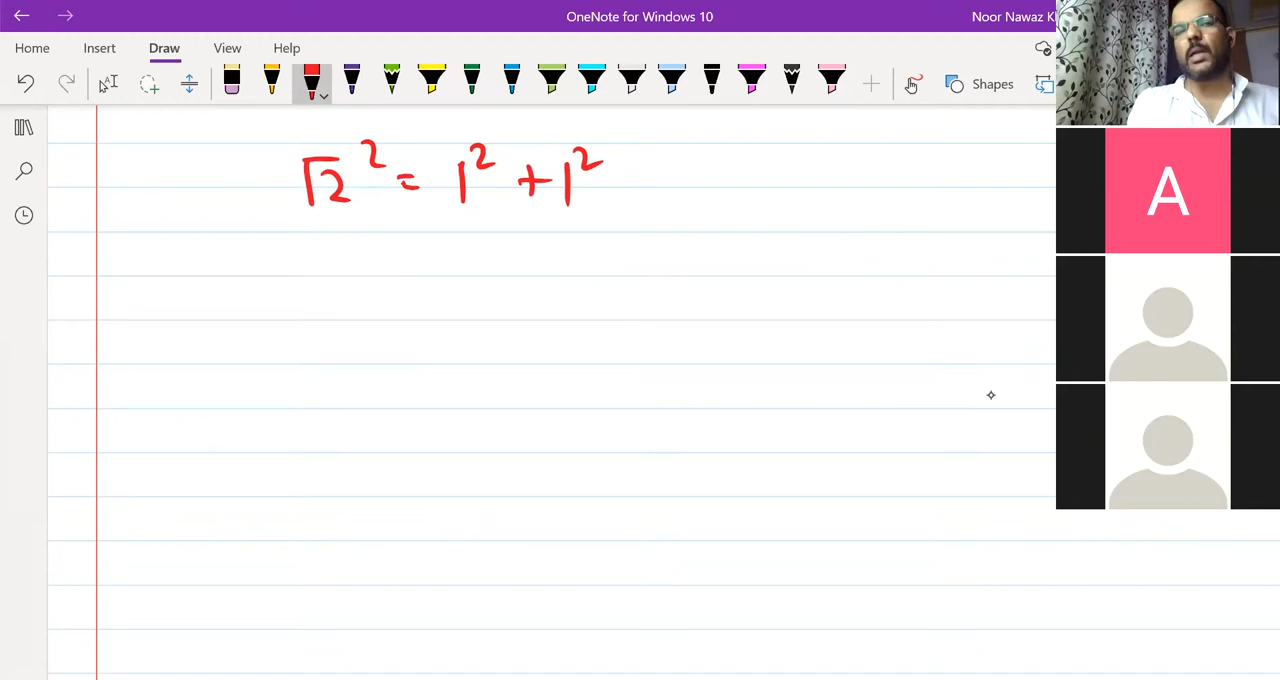 OneNote for Windows 10
Noor Nawaz K
Home Insert Draw View Help
Shapes
√2² = 1² + 1²
A